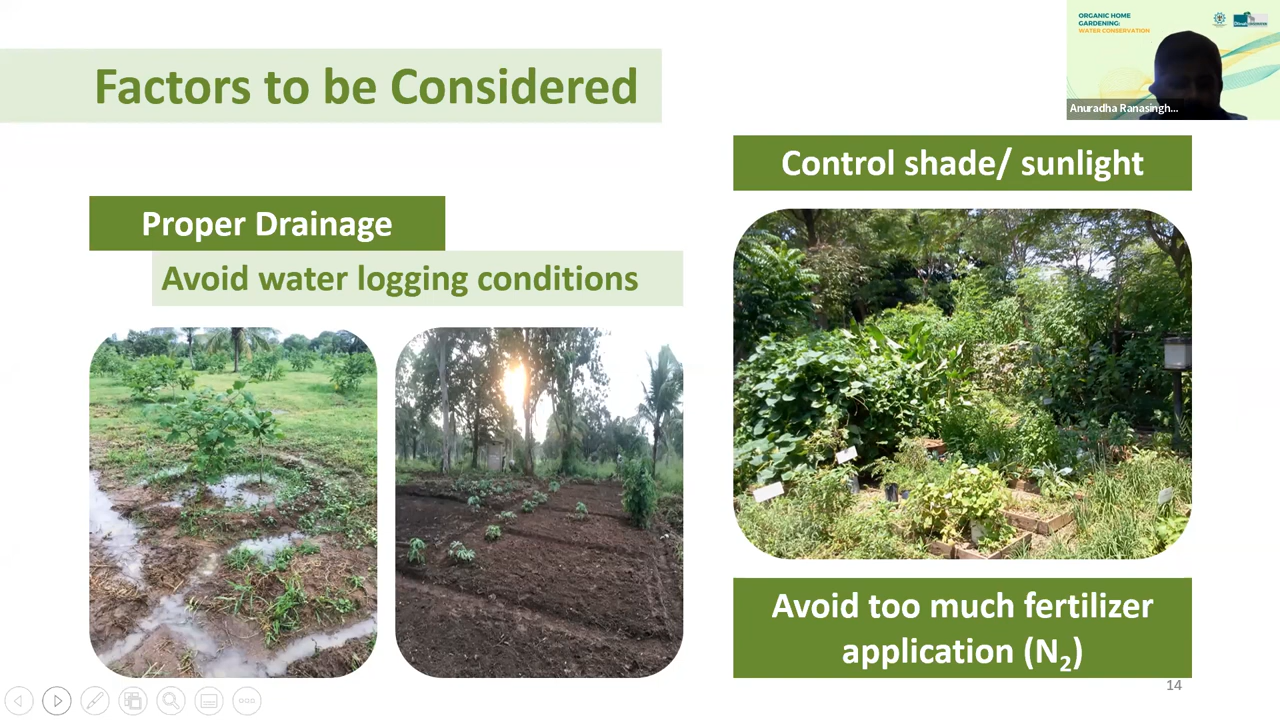 Factors to be Considered
Proper Drainage
Avoid water logging conditions
Control shade/ sunlight
Avoid too much fertilizer
application (N₂)
14
ORGANIC HOME
GARDENING:
WATER CONSERVATION
Anuradha Ranasingh...